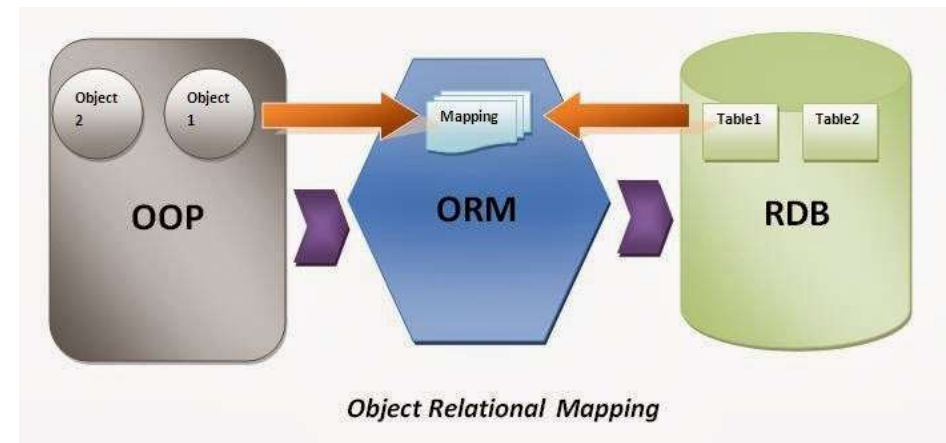 Object
2
Object
1
OOP
Mapping
ORM
Table1
Table2
RDB
Object Relational Mapping